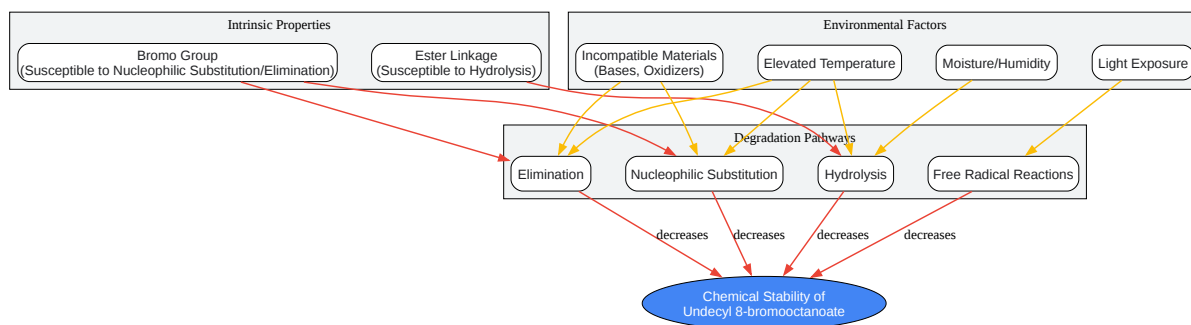 Intrinsic Properties
Bromo Group
(Susceptible to Nucleophilic Substitution/Elimination)
Ester Linkage
(Susceptible to Hydrolysis)
Environmental Factors
Incompatible Materials
(Bases, Oxidizers)
Elevated Temperature
Moisture/Humidity
Light Exposure
Degradation Pathways
Elimination
Nucleophilic Substitution
Hydrolysis
Free Radical Reactions
decreases
decreases
decreases
decreases
Chemical Stability of
Undecyl 8-bromooctanoate